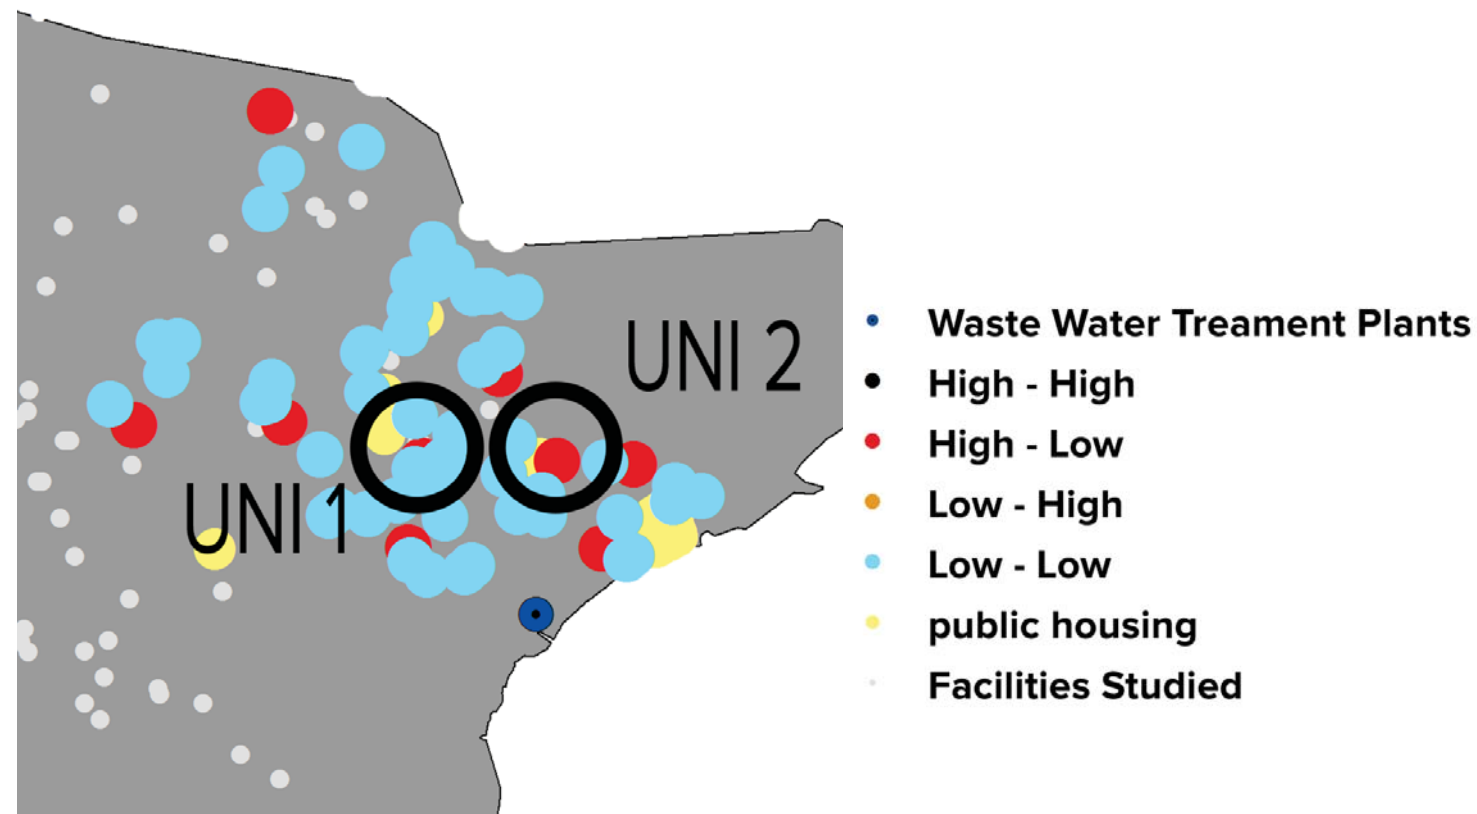 UNI 2
UNI 1
Waste Water Treament Plants
High - High
High - Low
Low - High
Low - Low
public housing
Facilities Studied